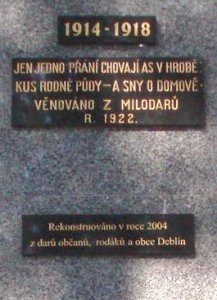 1914-1918
JEN JEDNO PŘÁNÍ CHOVAJÍ AS V HROBĚ:
KUS RODNÉ PŮDY—A SNY O DOMOVĚ·
VĚNOVÁNO Z MILODARŮ
R. 1922.
Rekonstruováno v roce 2004
z darů občanů, rodáků a obce Deblín